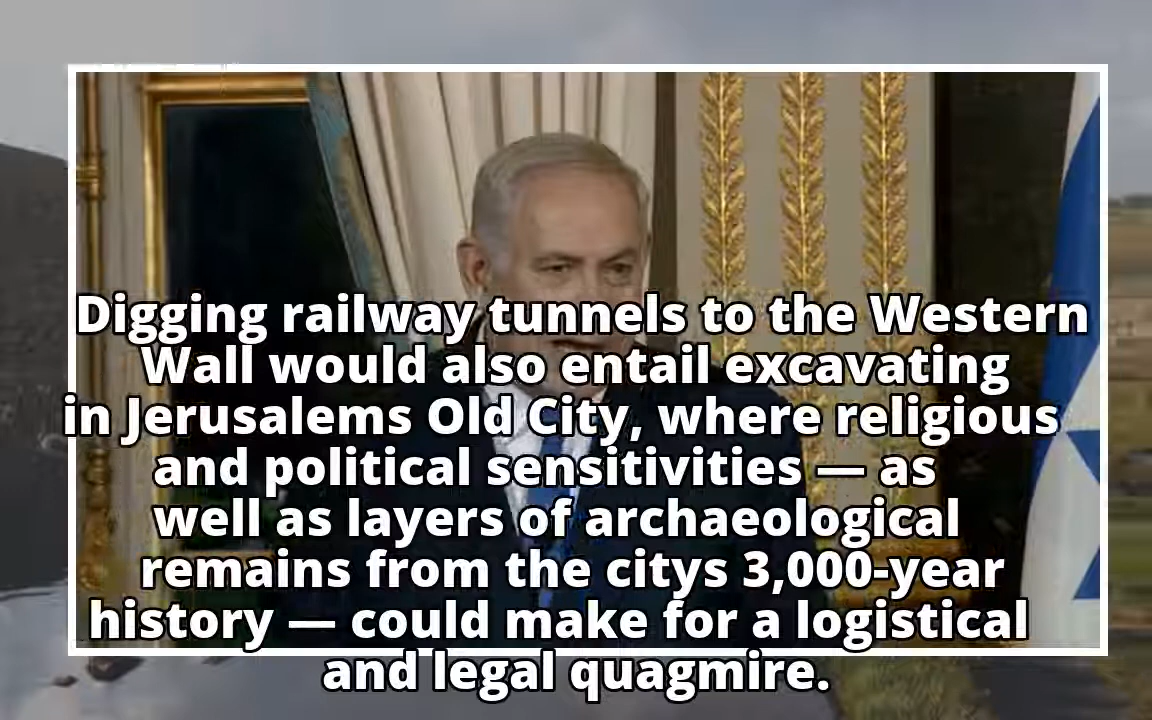 Digging railway tunnels to the Western
Wall would also entail excavating
in Jerusalems Old City, where religious
and political sensitivities — as
well as layers of archaeological
remains from the citys 3,000-year
history — could make for a logistical
and legal quagmire.